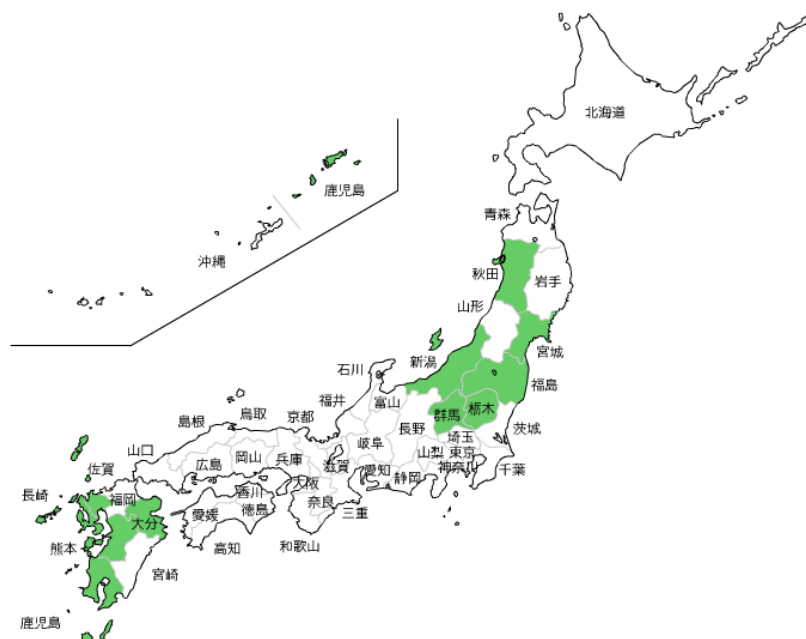 北海道
鹿児島
青森
沖縄
秋田
岩手
山形
宮城
新潟
石川
福島
福井
富山
群馬
栃木
鳥取
京都
島根
長野
茨城
岐阜
埼玉
山口
山梨
東京
広島
岡山
兵庫
滋賀
愛知
静岡
神奈川
千葉
佐賀
大阪
香川
長崎
福岡
奈良
徳島
愛媛
三重
大分
熊本
高知
和歌山
宮崎
鹿児島